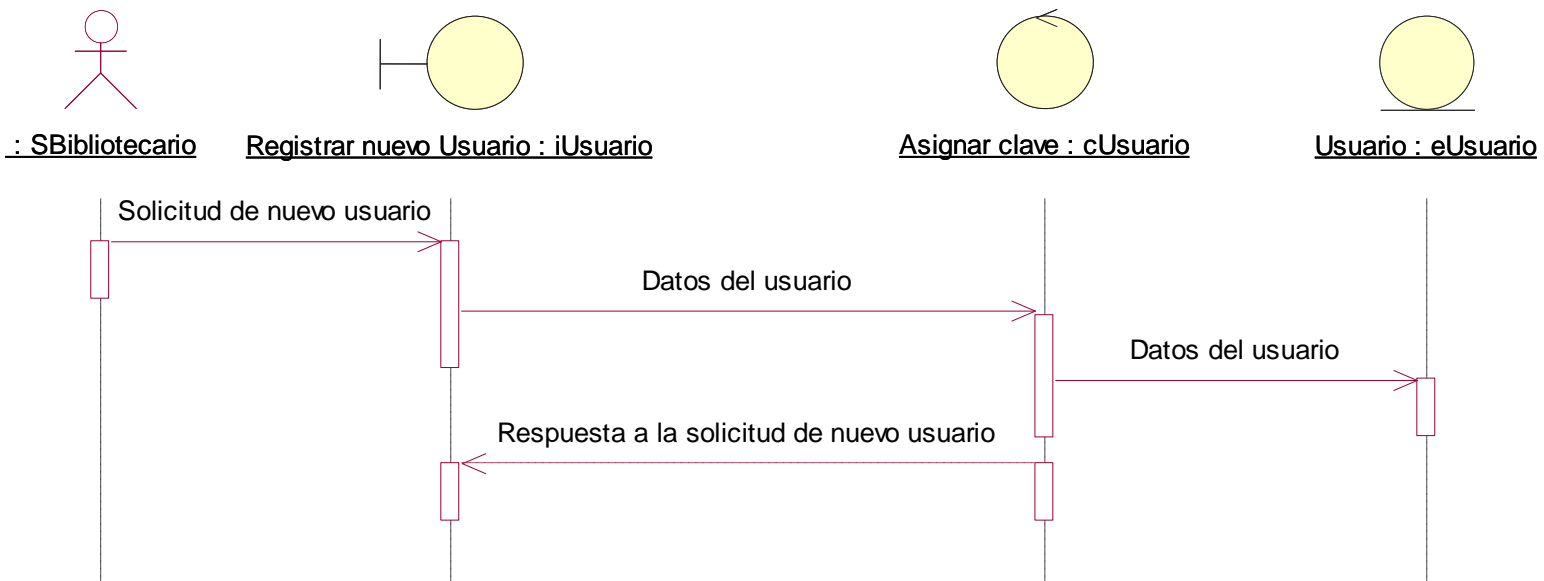 : SBibliotecario
Registrar nuevo Usuario : iUsuario
Asignar clave : cUsuario
Usuario : eUsuario
Solicitud de nuevo usuario
Datos del usuario
Datos del usuario
Respuesta a la solicitud de nuevo usuario